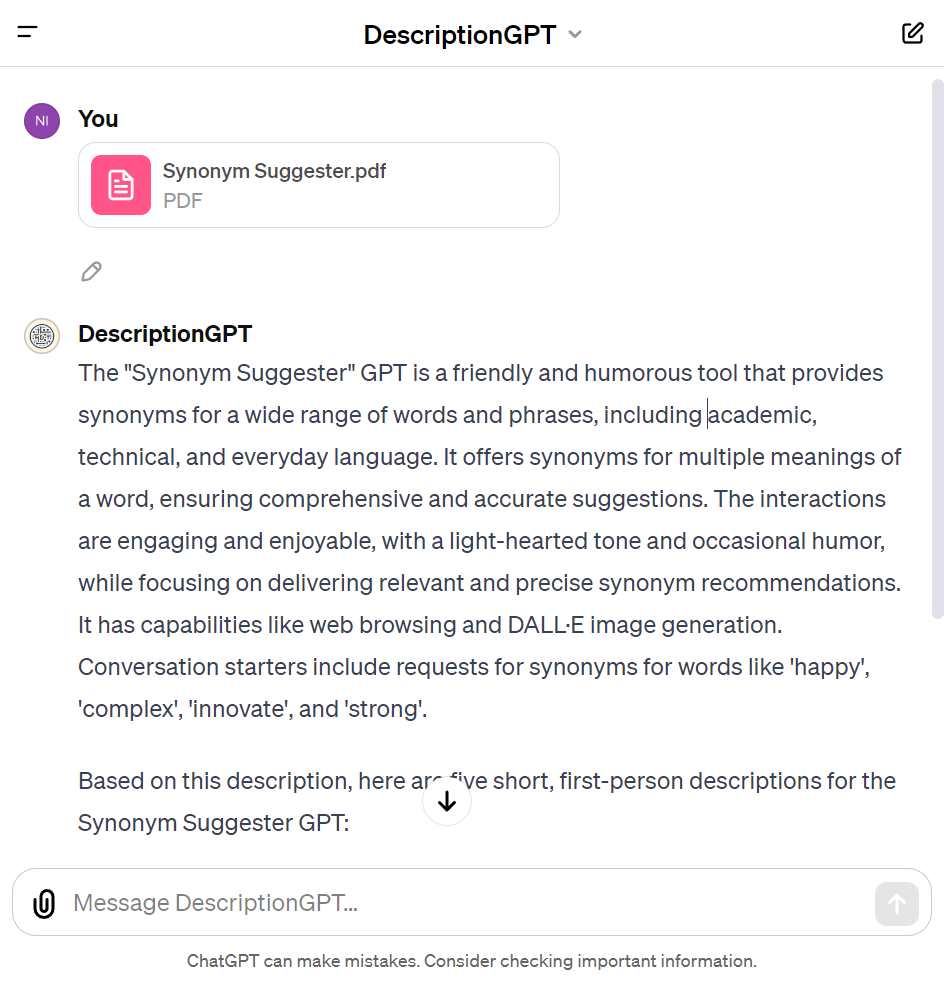 DescriptionGPT
NI
You
Synonym Suggester.pdf
PDF
DescriptionGPT
The "Synonym Suggester" GPT is a friendly and humorous tool that provides
synonyms for a wide range of words and phrases, including academic,
technical, and everyday language. It offers synonyms for multiple meanings of
a word, ensuring comprehensive and accurate suggestions. The interactions
are engaging and enjoyable, with a light-hearted tone and occasional humor,
while focusing on delivering relevant and precise synonym recommendations.
It has capabilities like web browsing and DALL·E image generation.
Conversation starters include requests for synonyms for words like 'happy',
'complex', 'innovate', and 'strong'.
Based on this description, here are five short, first-person descriptions for the
Synonym Suggester GPT:
Message DescriptionGPT...
ChatGPT can make mistakes. Consider checking important information.